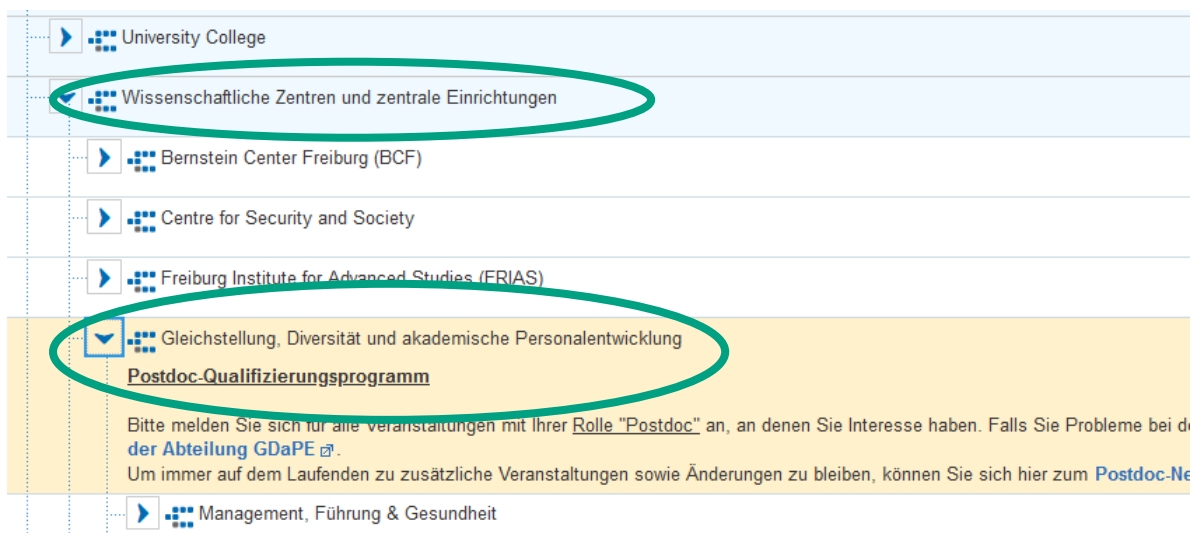 University College
Wissenschaftliche Zentren und zentrale Einrichtungen
Bernstein Center Freiburg (BCF)
Centre for Security and Society
Freiburg Institute for Advanced Studies (FRIAS)
Gleichstellung, Diversität und akademische Personalentwicklung
Postdoc-Qualifizierungsprogramm
Bitte melden Sie sich für alle Veranstaltungen mit Ihrer Rolle "Postdoc" an, an denen Sie Interesse haben. Falls Sie Probleme bei de
der Abteilung GDaPE
Um immer auf dem Laufenden zu zusätzliche Veranstaltungen sowie Änderungen zu bleiben, können Sie sich hier zum Postdoc-Ne
Management, Führung & Gesundheit